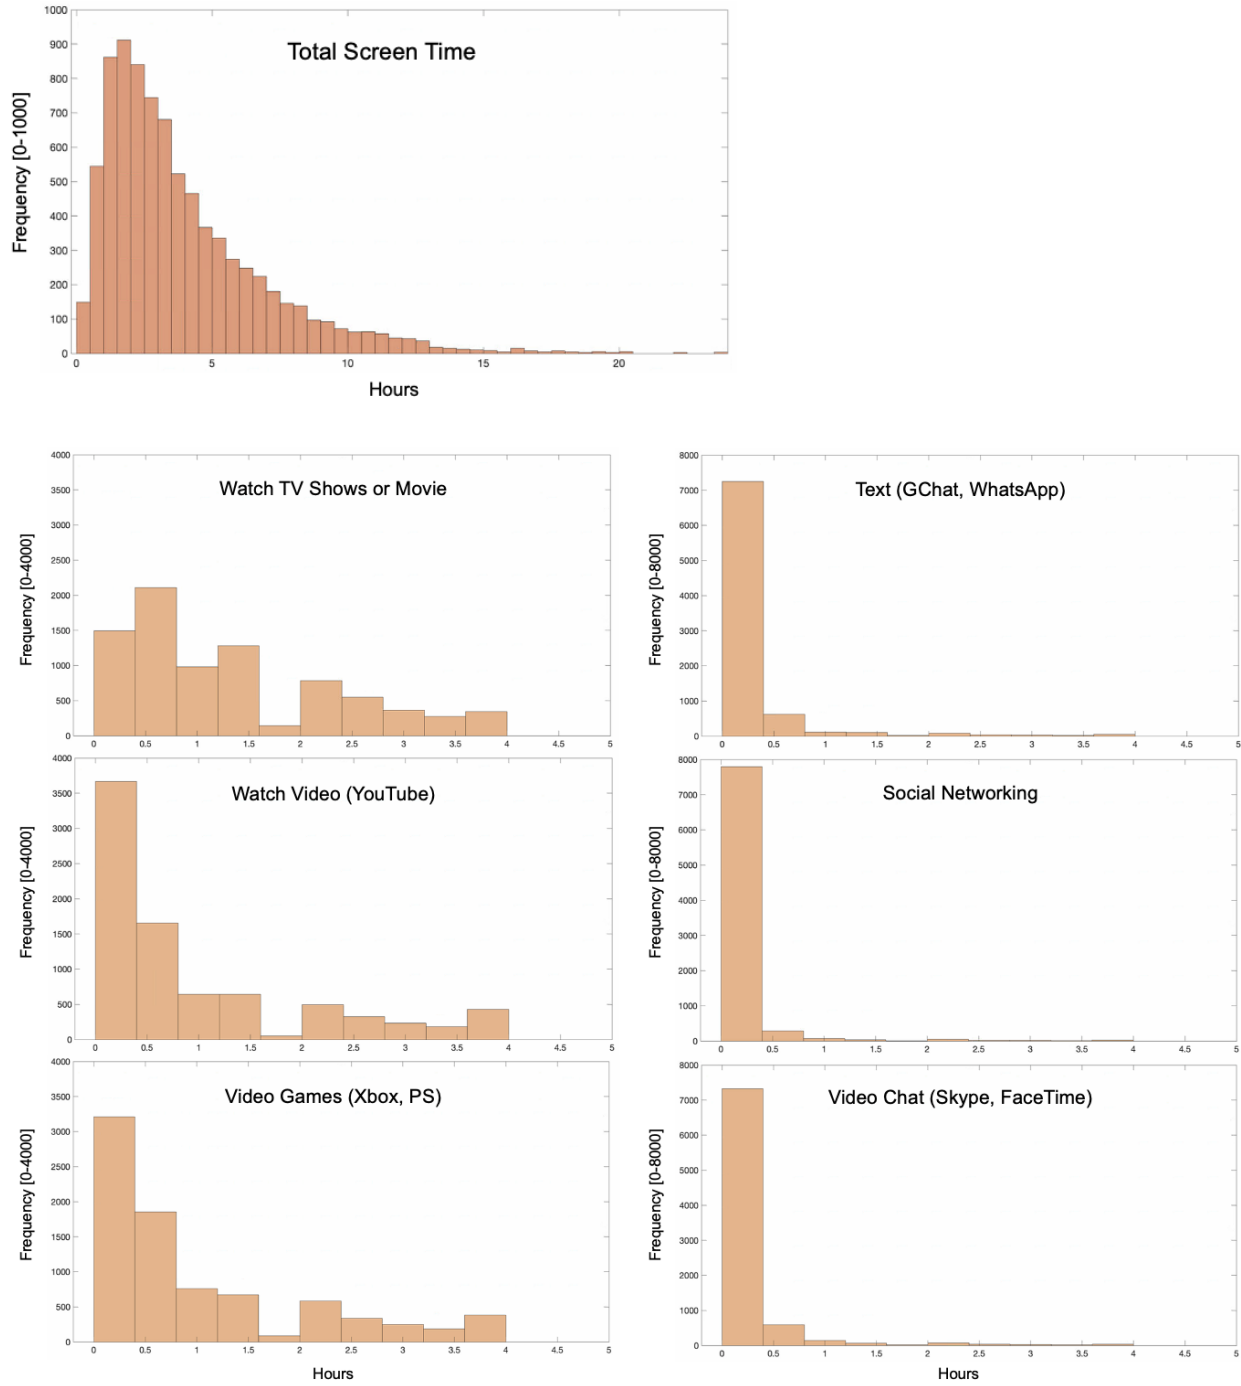 1000
900
800
700
600
500
400
300
200
100
0
Frequency [0-1000]
Total Screen Time
0 5 10 15 20
Hours
4000
3500
3000
2500
2000
1500
1000
500
0
Frequency [0-4000]
Watch TV Shows or Movie
0 0.5 1 1.5 2 2.5 3 3.5 4 4.5 5
8000
7000
6000
5000
4000
3000
2000
1000
0
Frequency [0-8000]
Text (GChat, WhatsApp)
0 0.5 1 1.5 2 2.5 3 3.5 4 4.5 5
4000
3500
3000
2500
2000
1500
1000
500
0
Frequency [0-4000]
Watch Video (YouTube)
0 0.5 1 1.5 2 2.5 3 3.5 4 4.5 5
8000
7000
6000
5000
4000
3000
2000
1000
0
Frequency [0-8000]
Social Networking
0 0.5 1 1.5 2 2.5 3 3.5 4 4.5 5
4000
3500
3000
2500
2000
1500
1000
500
0
Frequency [0-4000]
Video Games (Xbox, PS)
0 0.5 1 1.5 2 2.5 3 3.5 4 4.5 5
Hours
8000
7000
6000
5000
4000
3000
2000
1000
0
Frequency [0-8000]
Video Chat (Skype, FaceTime)
0 0.5 1 1.5 2 2.5 3 3.5 4 4.5 5
Hours